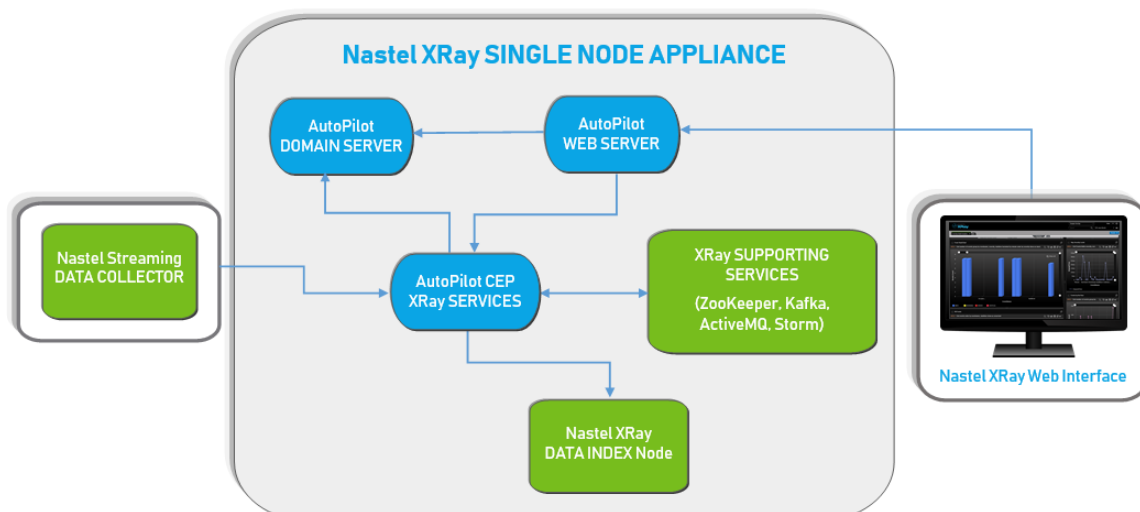 Nastel XRay SINGLE NODE APPLIANCE
AutoPilot
DOMAIN SERVER
AutoPilot
WEB SERVER
Nastel Streaming
DATA COLLECTOR
AutoPilot CEP
XRay SERVICES
XRay SUPPORTING
SERVICES
(ZooKeeper, Kafka,
ActiveMQ, Storm)
Nastel XRay Web Interface
Nastel XRay
DATA INDEX Node